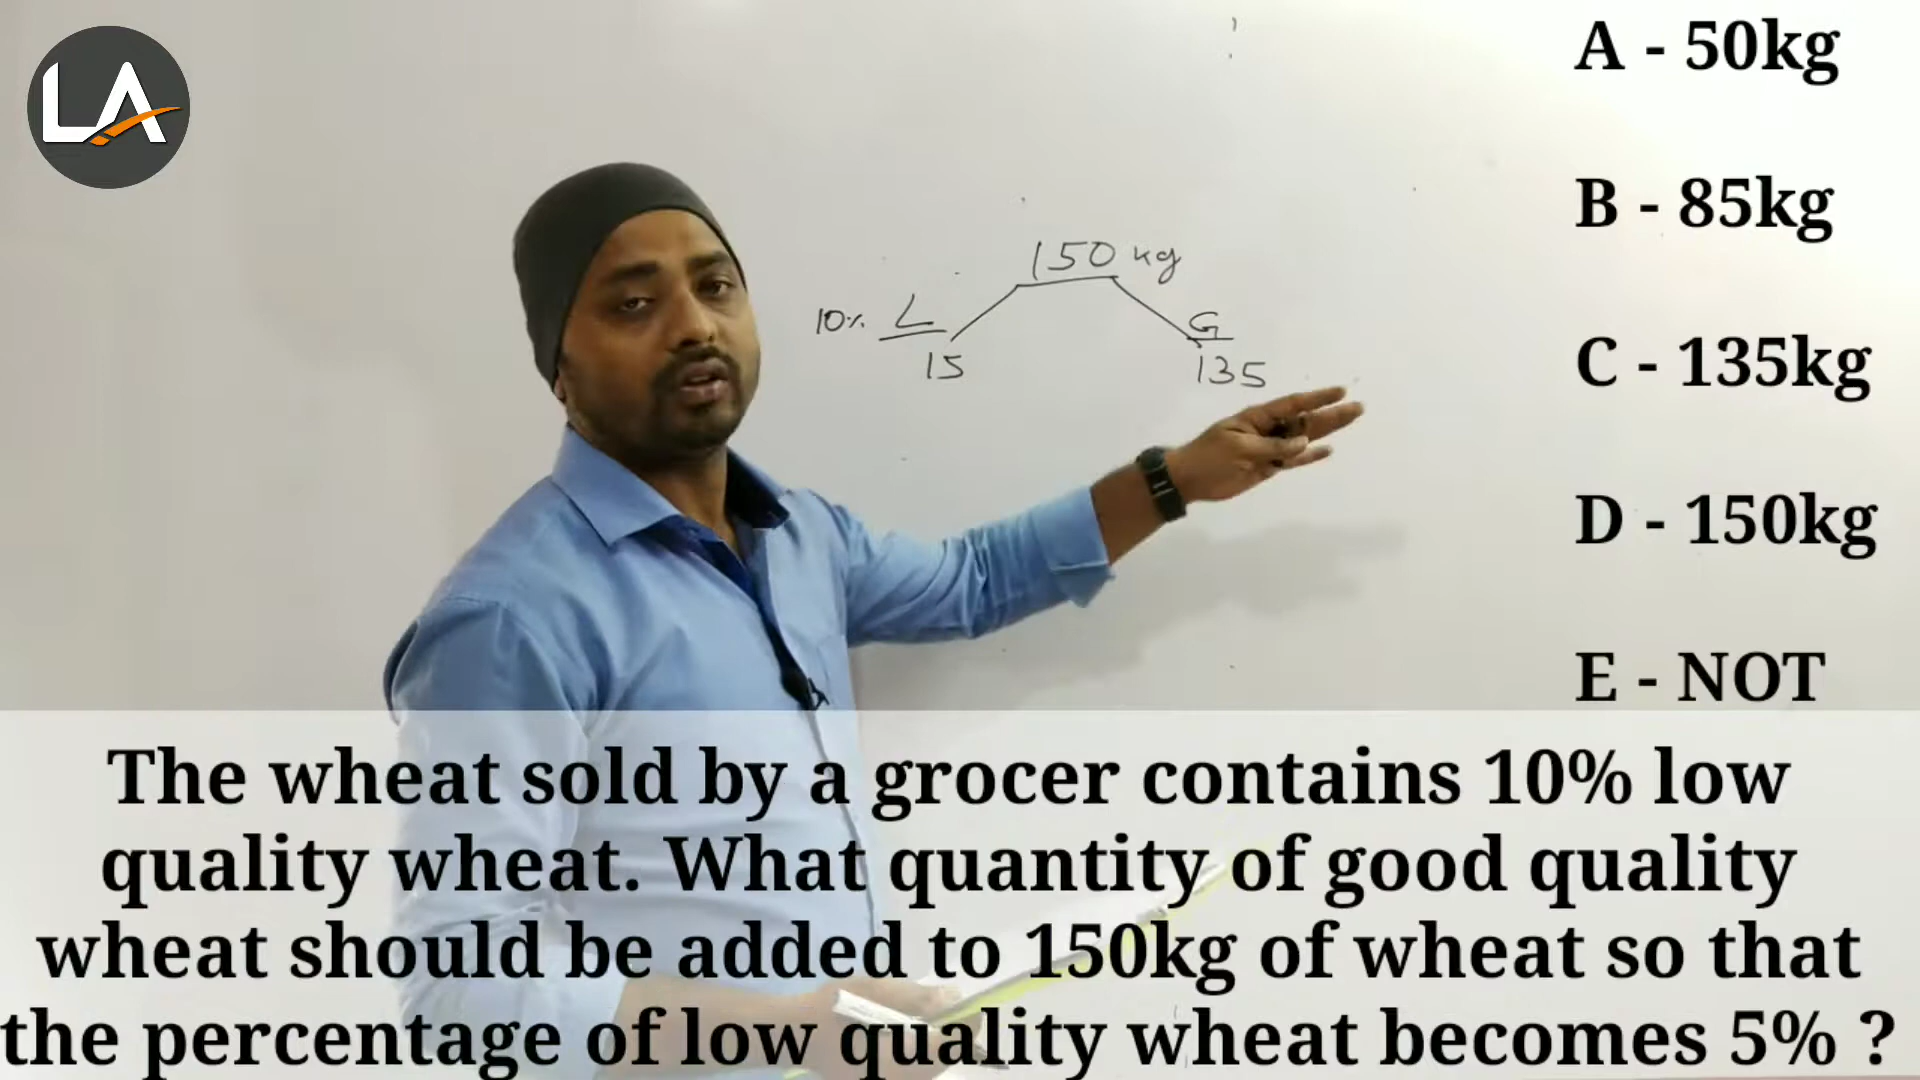 LA
A - 50kg
B - 85kg
C - 135kg
D - 150kg
E - NOT
150 kg
10% L
G
15
135
The wheat sold by a grocer contains 10% low
quality wheat. What quantity of good quality
wheat should be added to 150kg of wheat so that
the percentage of low quality wheat becomes 5% ?